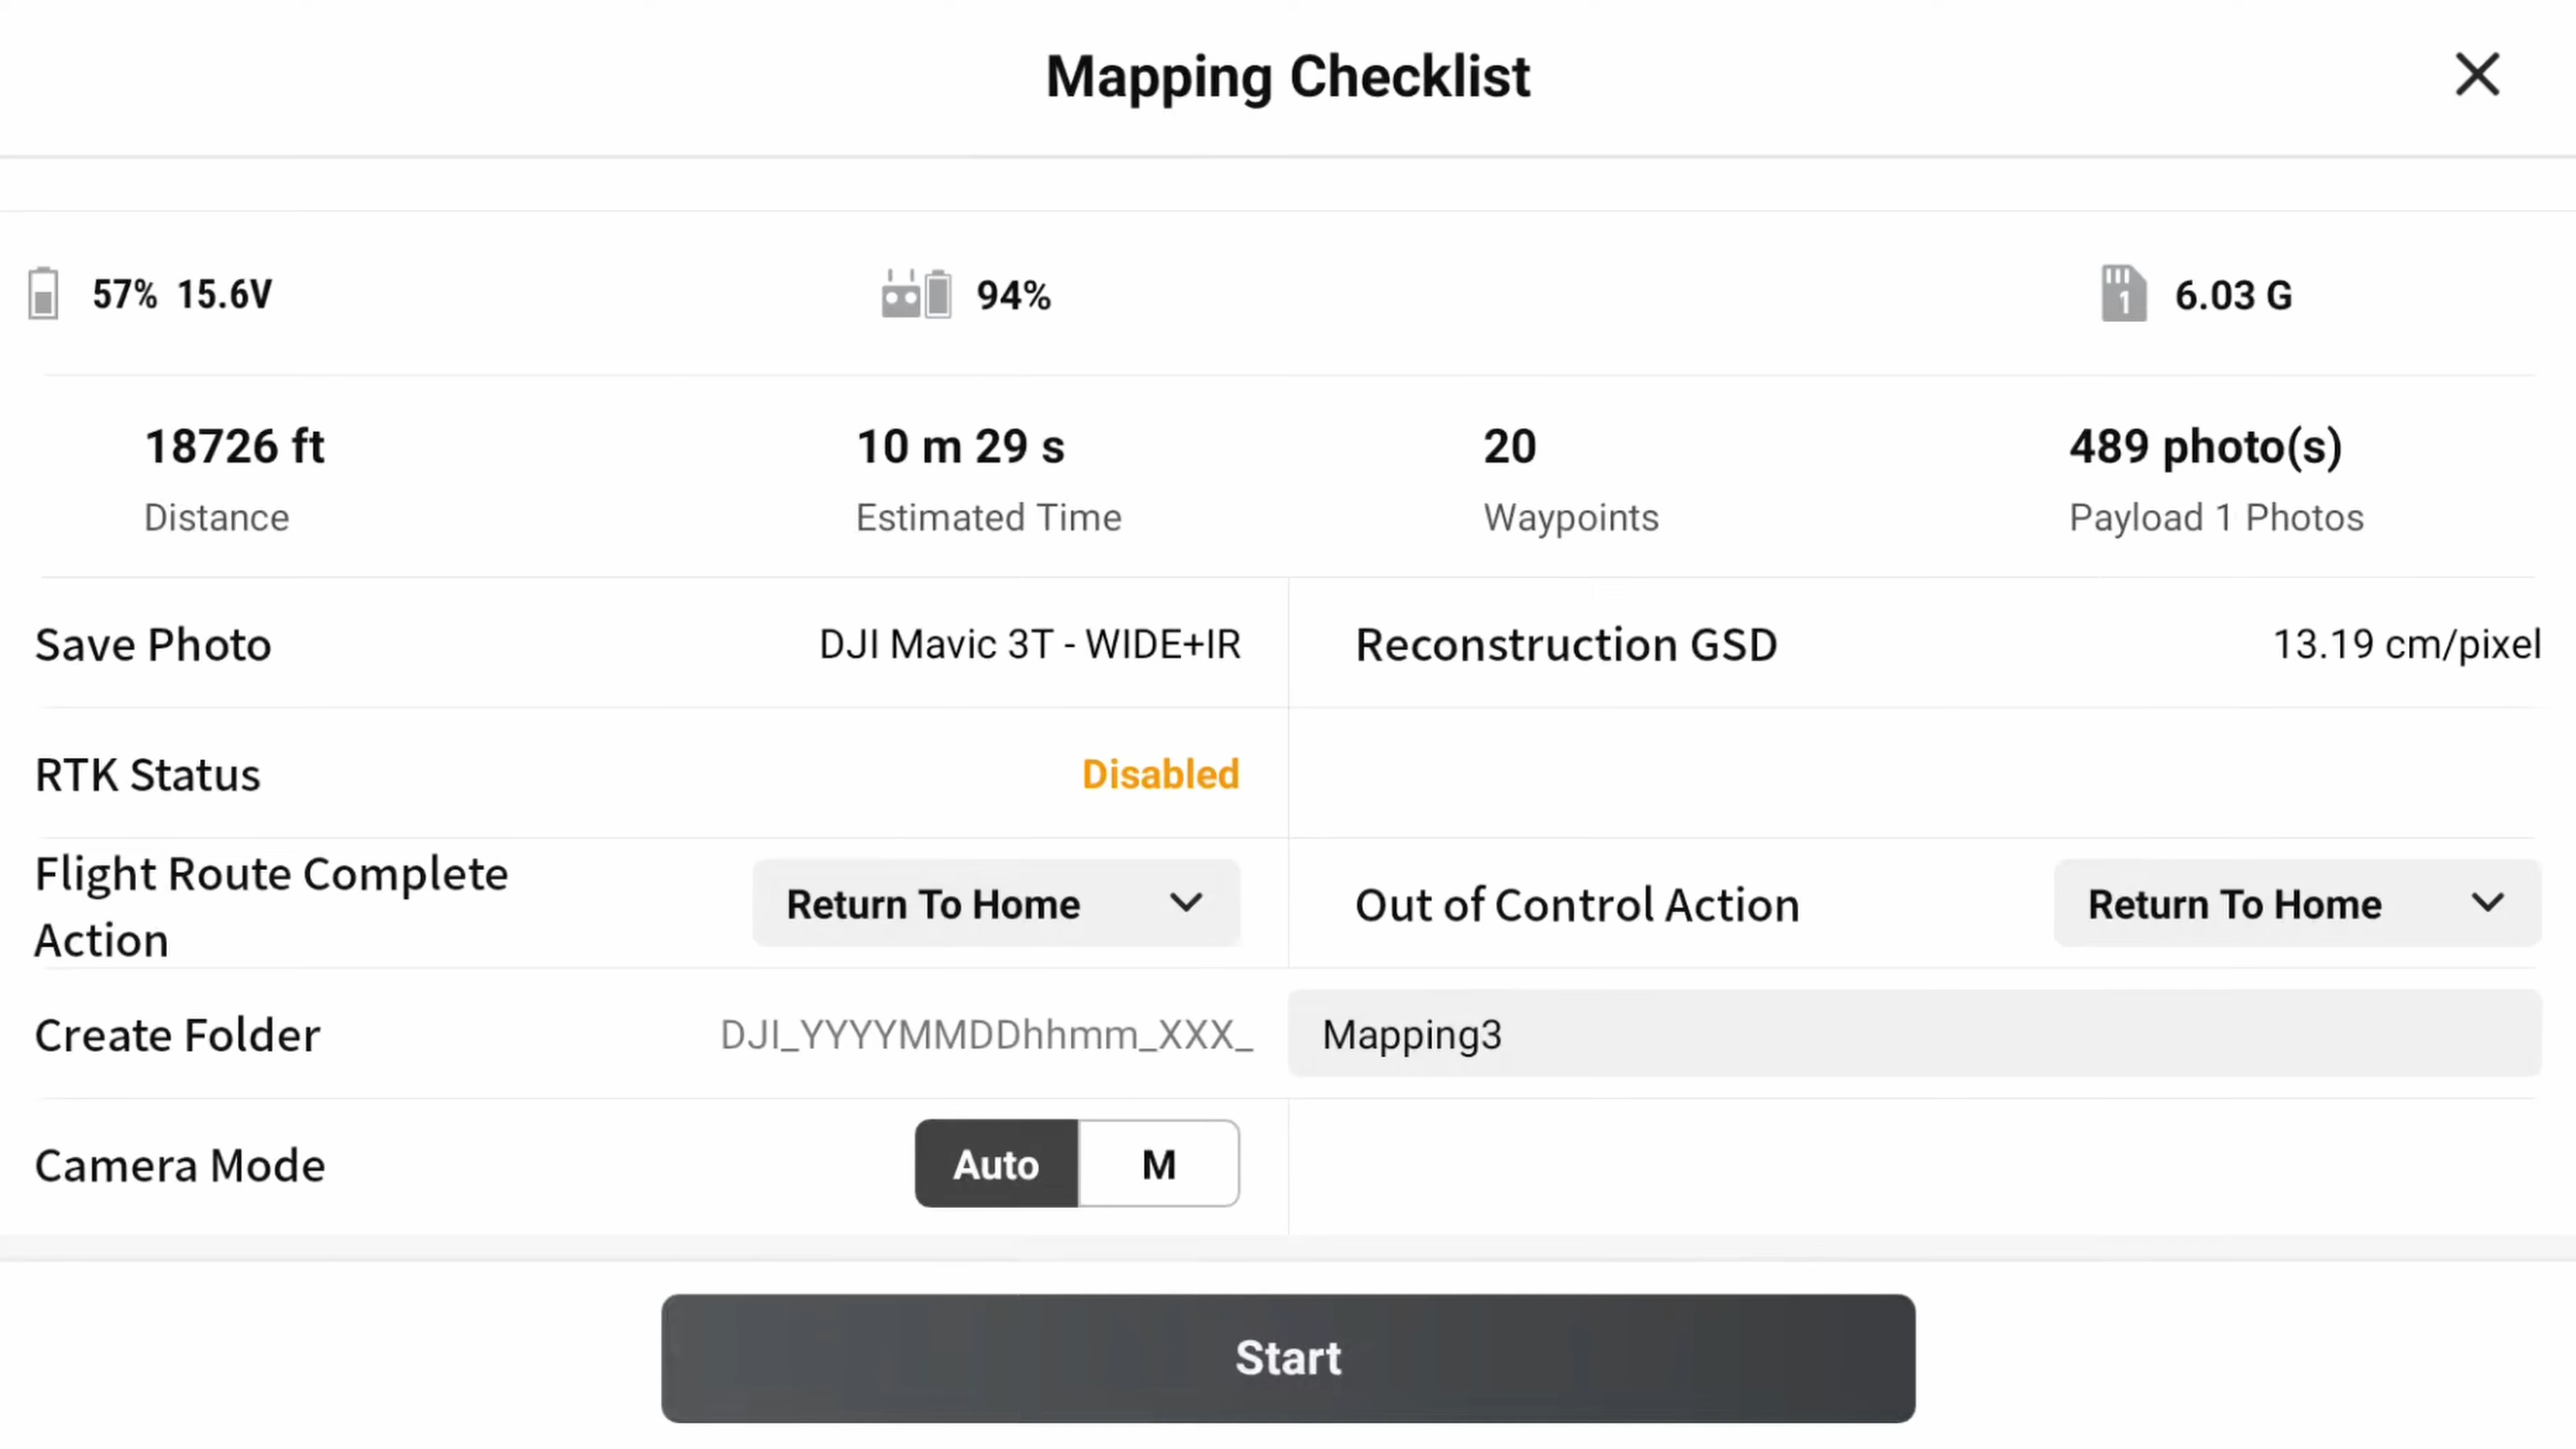 Mapping Checklist
57% 15.6V
94%
1
6.03 G
18726 ft
10 m 29 s
20
489 photo(s)
Distance
Estimated Time
Waypoints
Payload 1 Photos
Save Photo
DJI Mavic 3T - WIDE+IR
Reconstruction GSD
13.19 cm/pixel
RTK Status
Disabled
Flight Route Complete
Action
Return To Home
Out of Control Action
Return To Home
Create Folder
DJI_YYYYMMDDhhmm_XXX_
Mapping3
Camera Mode
Auto
M
Start